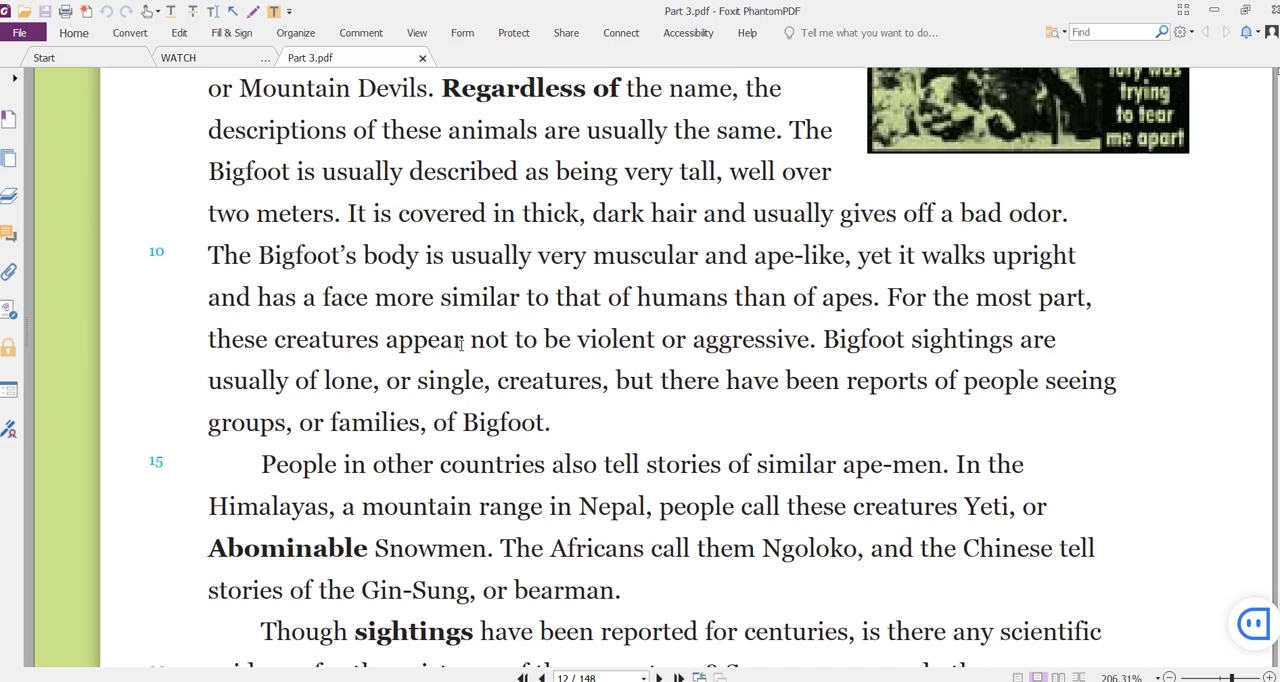 Part 3.pdf - Foxit PhantomPDF
File Home Convert Edit Fill & Sign Organize Comment View Form Protect Share Connect Accessibility Help Tell me what you want to do... Find
Start WATCH ... Part 3.pdf
or Mountain Devils. Regardless of the name, the
descriptions of these animals are usually the same. The
Bigfoot is usually described as being very tall, well over
two meters. It is covered in thick, dark hair and usually gives off a bad odor.
10 The Bigfoot's body is usually very muscular and ape-like, yet it walks upright
and has a face more similar to that of humans than of apes. For the most part,
these creatures appear not to be violent or aggressive. Bigfoot sightings are
usually of lone, or single, creatures, but there have been reports of people seeing
groups, or families, of Bigfoot.
15 People in other countries also tell stories of similar ape-men. In the
Himalayas, a mountain range in Nepal, people call these creatures Yeti, or
Abominable Snowmen. The Africans call them Ngoloko, and the Chinese tell
stories of the Gin-Sung, or bearman.
Though sightings have been reported for centuries, is there any scientific
was
trying
to tear
me apart
12 / 148
206.31%